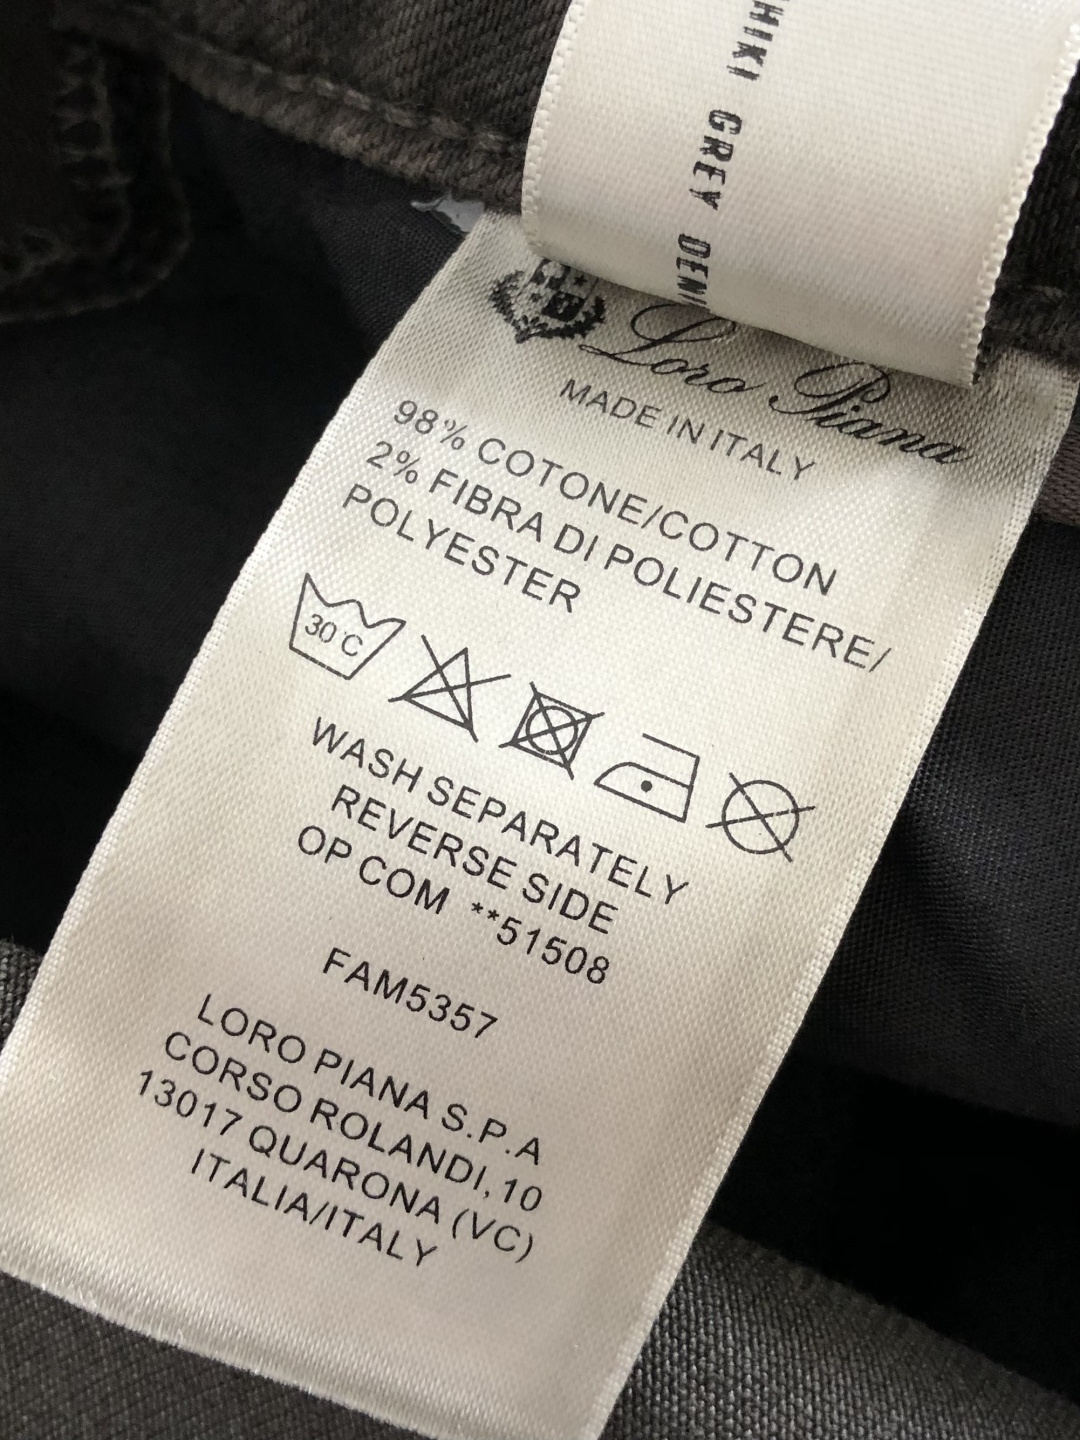 GREY
Loro Piana
MADE IN ITALY
98% COTONE/COTTON
2% FIBRA DI POLIESTERE/
POLYESTER
30 C
WASH SEPARATELY
REVERSE SIDE
OP COM **51508
FAM5357
LORO PIANA S.P.A
CORSO ROLANDI, 10
13017 QUARONA (VC)
ITALIA/ITALY